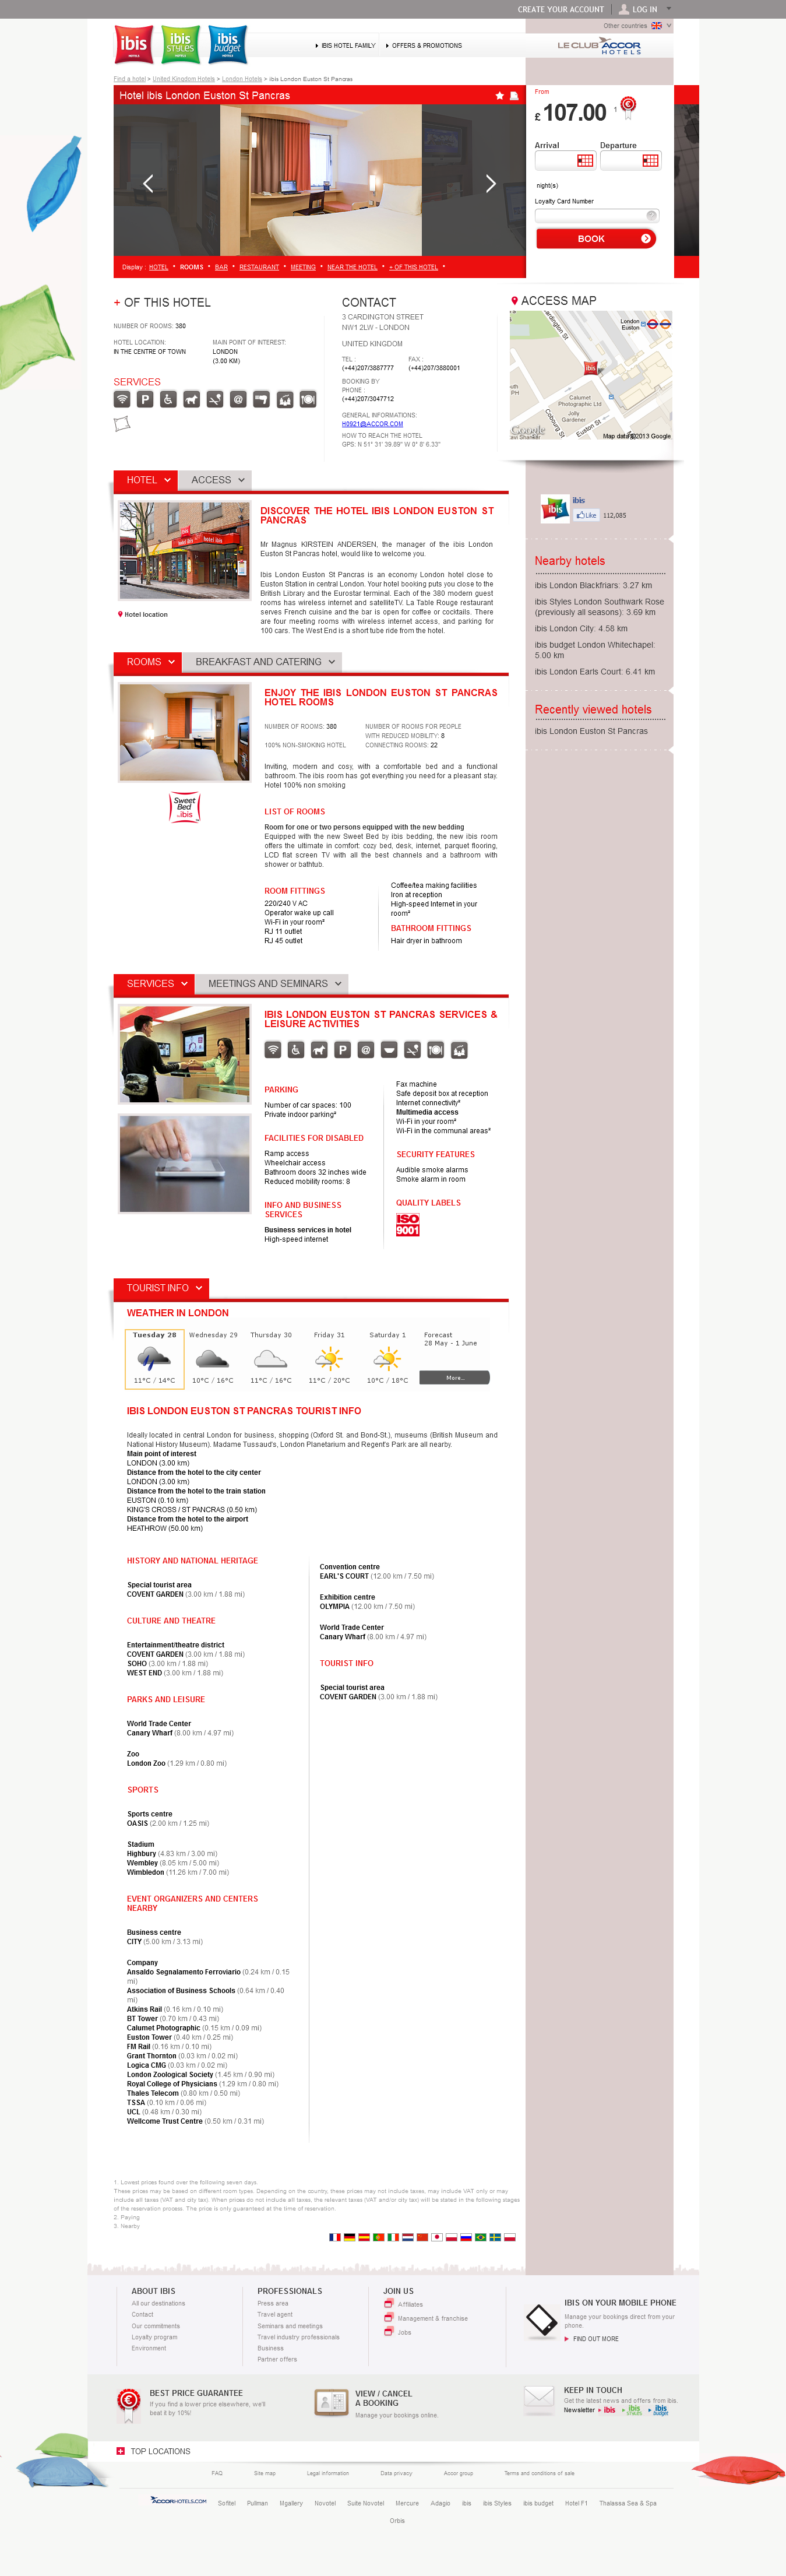 CREATE YOUR ACCOUNT LOG IN
Other countries
ibis HOTELS ibis STYLES HOTELS ibis budget HOTELS
IBIS HOTEL FAMILY OFFERS & PROMOTIONS
LE CLUB ACCOR HOTELS
Find a hotel > United Kingdom Hotels > London Hotels > ibis London Euston St Pancras
Hotel ibis London Euston St Pancras
From
£107.00 1
Arrival Departure
night(s)
Loyalty Card Number
BOOK
Display : HOTEL • ROOMS • BAR • RESTAURANT • MEETING • NEAR THE HOTEL • + OF THIS HOTEL •
+ OF THIS HOTEL
NUMBER OF ROOMS: 380
HOTEL LOCATION:
IN THE CENTRE OF TOWN
MAIN POINT OF INTEREST:
LONDON
(3.00 KM)
SERVICES
CONTACT
3 CARDINGTON STREET
NW1 2LW - LONDON
UNITED KINGDOM
TEL : FAX :
(+44)207/3887777 (+44)207/3880001
BOOKING BY
PHONE :
(+44)207/3047712
GENERAL INFORMATIONS:
H0921@ACCOR.COM
HOW TO REACH THE HOTEL
GPS: N 51° 31' 39.89'' W 0° 8' 6.33''
ACCESS MAP
London
Euston
Cardington St
ibis
Calumet
Photographic Ltd
Jolly
Gardener
Cobourg St
Euston St
Google
Map data ©2013 Google
HOTEL ACCESS
DISCOVER THE HOTEL IBIS LONDON EUSTON ST
PANCRAS
Mr Magnus KIRSTEIN ANDERSEN, the manager of the ibis London
Euston St Pancras hotel, would like to welcome you.
Ibis London Euston St Pancras is an economy London hotel close to
Euston Station in central London. Your hotel booking puts you close to the
British Library and the Eurostar terminal. Each of the 380 modern guest
rooms has wireless internet and satelliteTV. La Table Rouge restaurant
serves French cuisine and the bar is open for coffee or cocktails. There
are four meeting rooms with wireless internet access, and parking for
100 cars. The West End is a short tube ride from the hotel.
Hotel location
ibis
Like 112,085
Nearby hotels
ibis London Blackfriars: 3.27 km
ibis Styles London Southwark Rose
(previously all seasons): 3.69 km
ibis London City: 4.58 km
ibis budget London Whitechapel:
5.00 km
ibis London Earls Court: 6.41 km
Recently viewed hotels
ibis London Euston St Pancras
ROOMS BREAKFAST AND CATERING
ENJOY THE IBIS LONDON EUSTON ST PANCRAS
HOTEL ROOMS
NUMBER OF ROOMS: 380
100% NON-SMOKING HOTEL
NUMBER OF ROOMS FOR PEOPLE
WITH REDUCED MOBILITY: 8
CONNECTING ROOMS: 22
Inviting, modern and cosy, with a comfortable bed and a functional
bathroom. The ibis room has got everything you need for a pleasant stay.
Hotel 100% non smoking
Sweet Bed by ibis
LIST OF ROOMS
Room for one or two persons equipped with the new bedding
Equipped with the new Sweet Bed by ibis bedding, the new ibis room
offers the ultimate in comfort: cozy bed, desk, internet, parquet flooring,
LCD flat screen TV with all the best channels and a bathroom with
shower or bathtub.
ROOM FITTINGS
220/240 V AC
Operator wake up call
Wi-Fi in your room²
RJ 11 outlet
RJ 45 outlet
Coffee/tea making facilities
Iron at reception
High-speed Internet in your
room²
BATHROOM FITTINGS
Hair dryer in bathroom
SERVICES MEETINGS AND SEMINARS
IBIS LONDON EUSTON ST PANCRAS SERVICES &
LEISURE ACTIVITIES
PARKING
Number of car spaces: 100
Private indoor parking²
FACILITIES FOR DISABLED
Ramp access
Wheelchair access
Bathroom doors 32 inches wide
Reduced mobility rooms: 8
INFO AND BUSINESS
SERVICES
Business services in hotel
High-speed internet
Fax machine
Safe deposit box at reception
Internet connectivity²
Multimedia access
Wi-Fi in your room²
Wi-Fi in the communal areas²
SECURITY FEATURES
Audible smoke alarms
Smoke alarm in room
QUALITY LABELS
ISO
9001
TOURIST INFO
WEATHER IN LONDON
Tuesday 28 Wednesday 29 Thursday 30 Friday 31 Saturday 1 Forecast
28 May - 1 June
11°C / 14°C 10°C / 16°C 11°C / 16°C 11°C / 20°C 10°C / 18°C More...
IBIS LONDON EUSTON ST PANCRAS TOURIST INFO
Ideally located in central London for business, shopping (Oxford St. and Bond-St.), museums (British Museum and
National History Museum). Madame Tussaud's, London Planetarium and Regent's Park are all nearby.
Main point of interest
LONDON (3.00 km)
Distance from the hotel to the city center
LONDON (3.00 km)
Distance from the hotel to the train station
EUSTON (0.10 km)
KING'S CROSS / ST PANCRAS (0.50 km)
Distance from the hotel to the airport
HEATHROW (50.00 km)
HISTORY AND NATIONAL HERITAGE
Special tourist area
COVENT GARDEN (3.00 km / 1.88 mi)
CULTURE AND THEATRE
Entertainment/theatre district
COVENT GARDEN (3.00 km / 1.88 mi)
SOHO (3.00 km / 1.88 mi)
WEST END (3.00 km / 1.88 mi)
PARKS AND LEISURE
World Trade Center
Canary Wharf (8.00 km / 4.97 mi)
Zoo
London Zoo (1.29 km / 0.80 mi)
SPORTS
Sports centre
OASIS (2.00 km / 1.25 mi)
Stadium
Highbury (4.83 km / 3.00 mi)
Wembley (8.05 km / 5.00 mi)
Wimbledon (11.26 km / 7.00 mi)
EVENT ORGANIZERS AND CENTERS
NEARBY
Business centre
CITY (5.00 km / 3.13 mi)
Company
Ansaldo Segnalamento Ferroviario (0.24 km / 0.15
mi)
Association of Business Schools (0.64 km / 0.40
mi)
Atkins Rail (0.16 km / 0.10 mi)
BT Tower (0.70 km / 0.43 mi)
Calumet Photographic (0.15 km / 0.09 mi)
Euston Tower (0.40 km / 0.25 mi)
FM Rail (0.16 km / 0.10 mi)
Grant Thornton (0.03 km / 0.02 mi)
Logica CMG (0.03 km / 0.02 mi)
London Zoological Society (1.45 km / 0.90 mi)
Royal College of Physicians (1.29 km / 0.80 mi)
Thales Telecom (0.80 km / 0.50 mi)
TSSA (0.10 km / 0.06 mi)
UCL (0.48 km / 0.30 mi)
Wellcome Trust Centre (0.50 km / 0.31 mi)
Convention centre
EARL'S COURT (12.00 km / 7.50 mi)
Exhibition centre
OLYMPIA (12.00 km / 7.50 mi)
World Trade Center
Canary Wharf (8.00 km / 4.97 mi)
TOURIST INFO
Special tourist area
COVENT GARDEN (3.00 km / 1.88 mi)
1. Lowest prices found over the following seven days.
These prices may be based on different room types. Depending on the country, these prices may not include taxes, may include VAT only or may
include all taxes (VAT and city tax). When prices do not include all taxes, the relevant taxes (VAT and/or city tax) will be stated in the following stages
of the reservation process. The price is only guaranteed at the time of reservation.
2. Paying
3. Nearby
ABOUT IBIS
All our destinations
Contact
Our commitments
Loyalty program
Environment
PROFESSIONALS
Press area
Travel agent
Seminars and meetings
Travel industry professionals
Business
Partner offers
JOIN US
Affiliates
Management & franchise
Jobs
IBIS ON YOUR MOBILE PHONE
Manage your bookings direct from your
phone.
FIND OUT MORE
BEST PRICE GUARANTEE
If you find a lower price elsewhere, we'll
beat it by 10%!
VIEW / CANCEL
A BOOKING
Manage your bookings online.
KEEP IN TOUCH
Get the latest news and offers from ibis.
Newsletter ibis ibis styles ibis budget
TOP LOCATIONS
FAQ Site map Legal information Data privacy Accor group Terms and conditions of sale
ACCORHOTELS.COM Sofitel Pullman Mgallery Novotel Suite Novotel Mercure Adagio ibis ibis Styles ibis budget Hotel F1 Thalassa Sea & Spa
Orbis